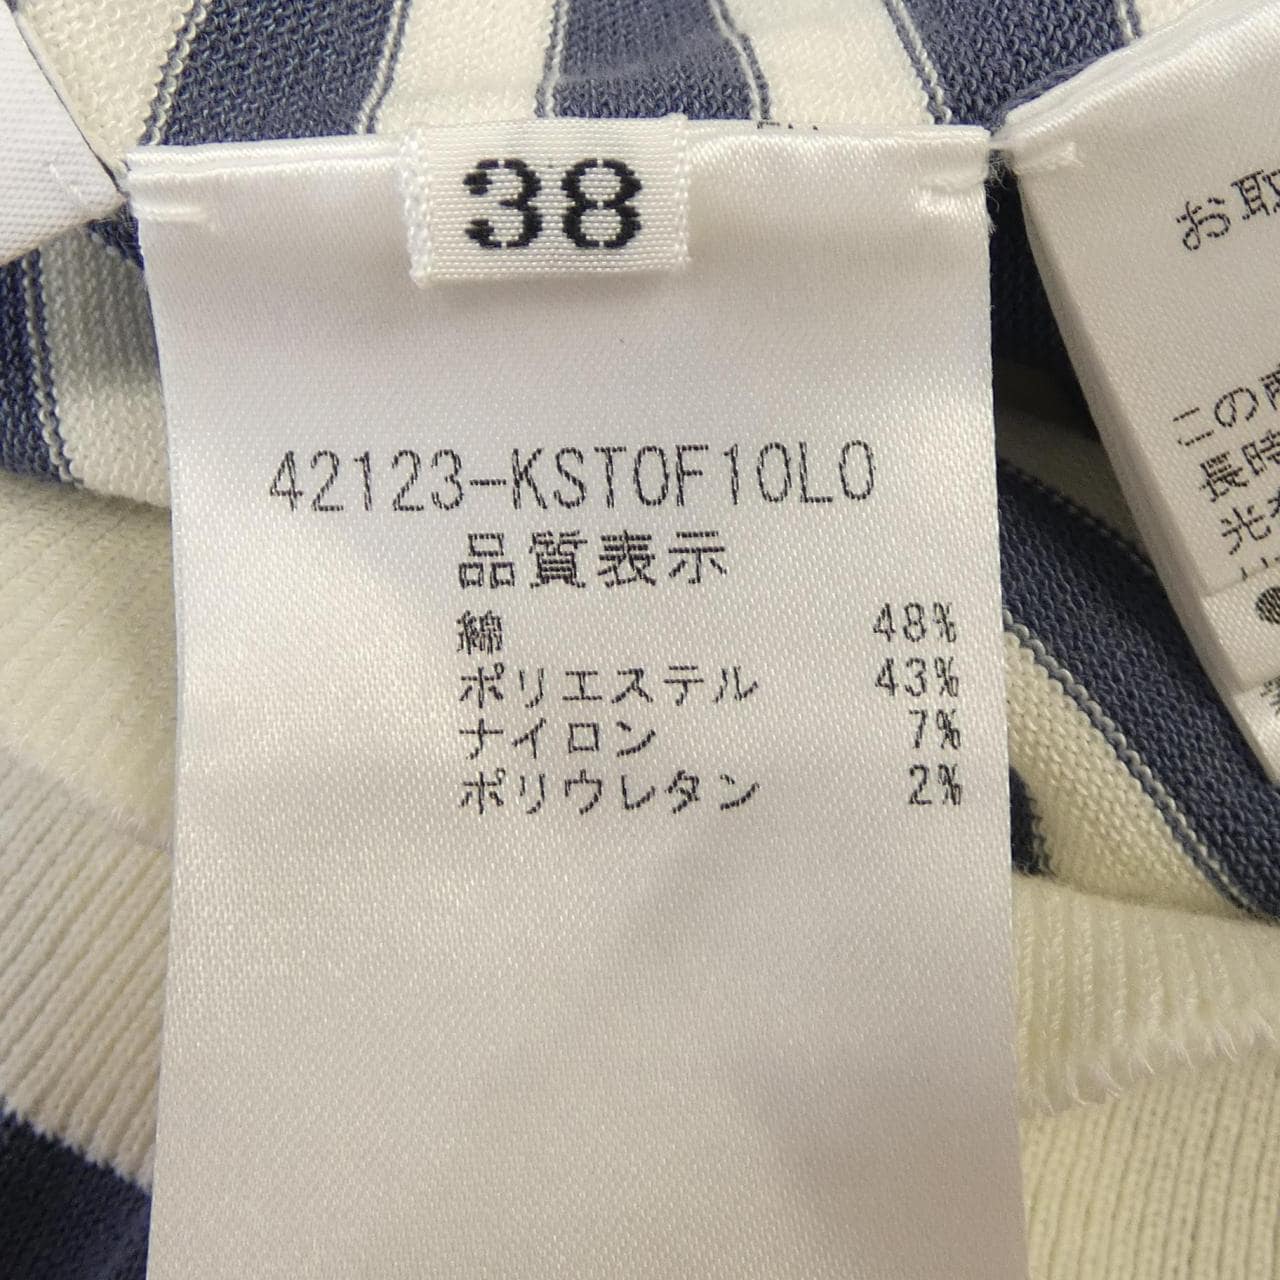 38
42123-KSTOF10LO
品質表示
綿 48%
ポリエステル 43%
ナイロン 7%
ポリウレタン 2%
お取
この
長時
光